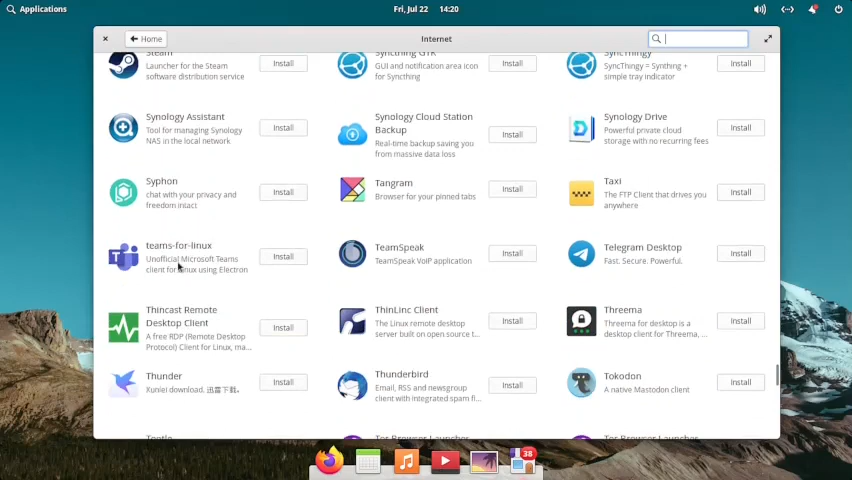 Applications
Fri, Jul 22 14:20
Home
Internet
Steam
Launcher for the Steam
software distribution service
Install
Syncthing GTK
GUI and notification area icon
for Syncthing
Install
SyncThingy
SyncThingy = Synthing +
simple tray indicator
Install
Synology Assistant
Tool for managing Synology
NAS in the local network
Install
Synology Cloud Station
Backup
Real-time backup saving you
from massive data loss
Install
Synology Drive
Powerful private cloud
storage with no recurring fees
Install
Syphon
chat with your privacy and
freedom intact
Install
Tangram
Browser for your pinned tabs
Install
Taxi
The FTP Client that drives you
anywhere
Install
teams-for-linux
Unofficial Microsoft Teams
client for linux using Electron
Install
TeamSpeak
TeamSpeak VoIP application
Install
Telegram Desktop
Fast. Secure. Powerful.
Install
Thincast Remote
Desktop Client
A free RDP (Remote Desktop
Protocol) Client for Linux, ma...
Install
ThinLinc Client
The Linux remote desktop
server built on open source t...
Install
Threema
Threema for desktop is a
desktop client for Threema, ...
Install
Thunder
Xunlei download. 迅雷下载。
Install
Thunderbird
Email, RSS and newsgroup
client with integrated spam fi...
Install
Tokodon
A native Mastodon client
Install
Tootle
Tor Browser Launcher
Tor Browser Launcher
38